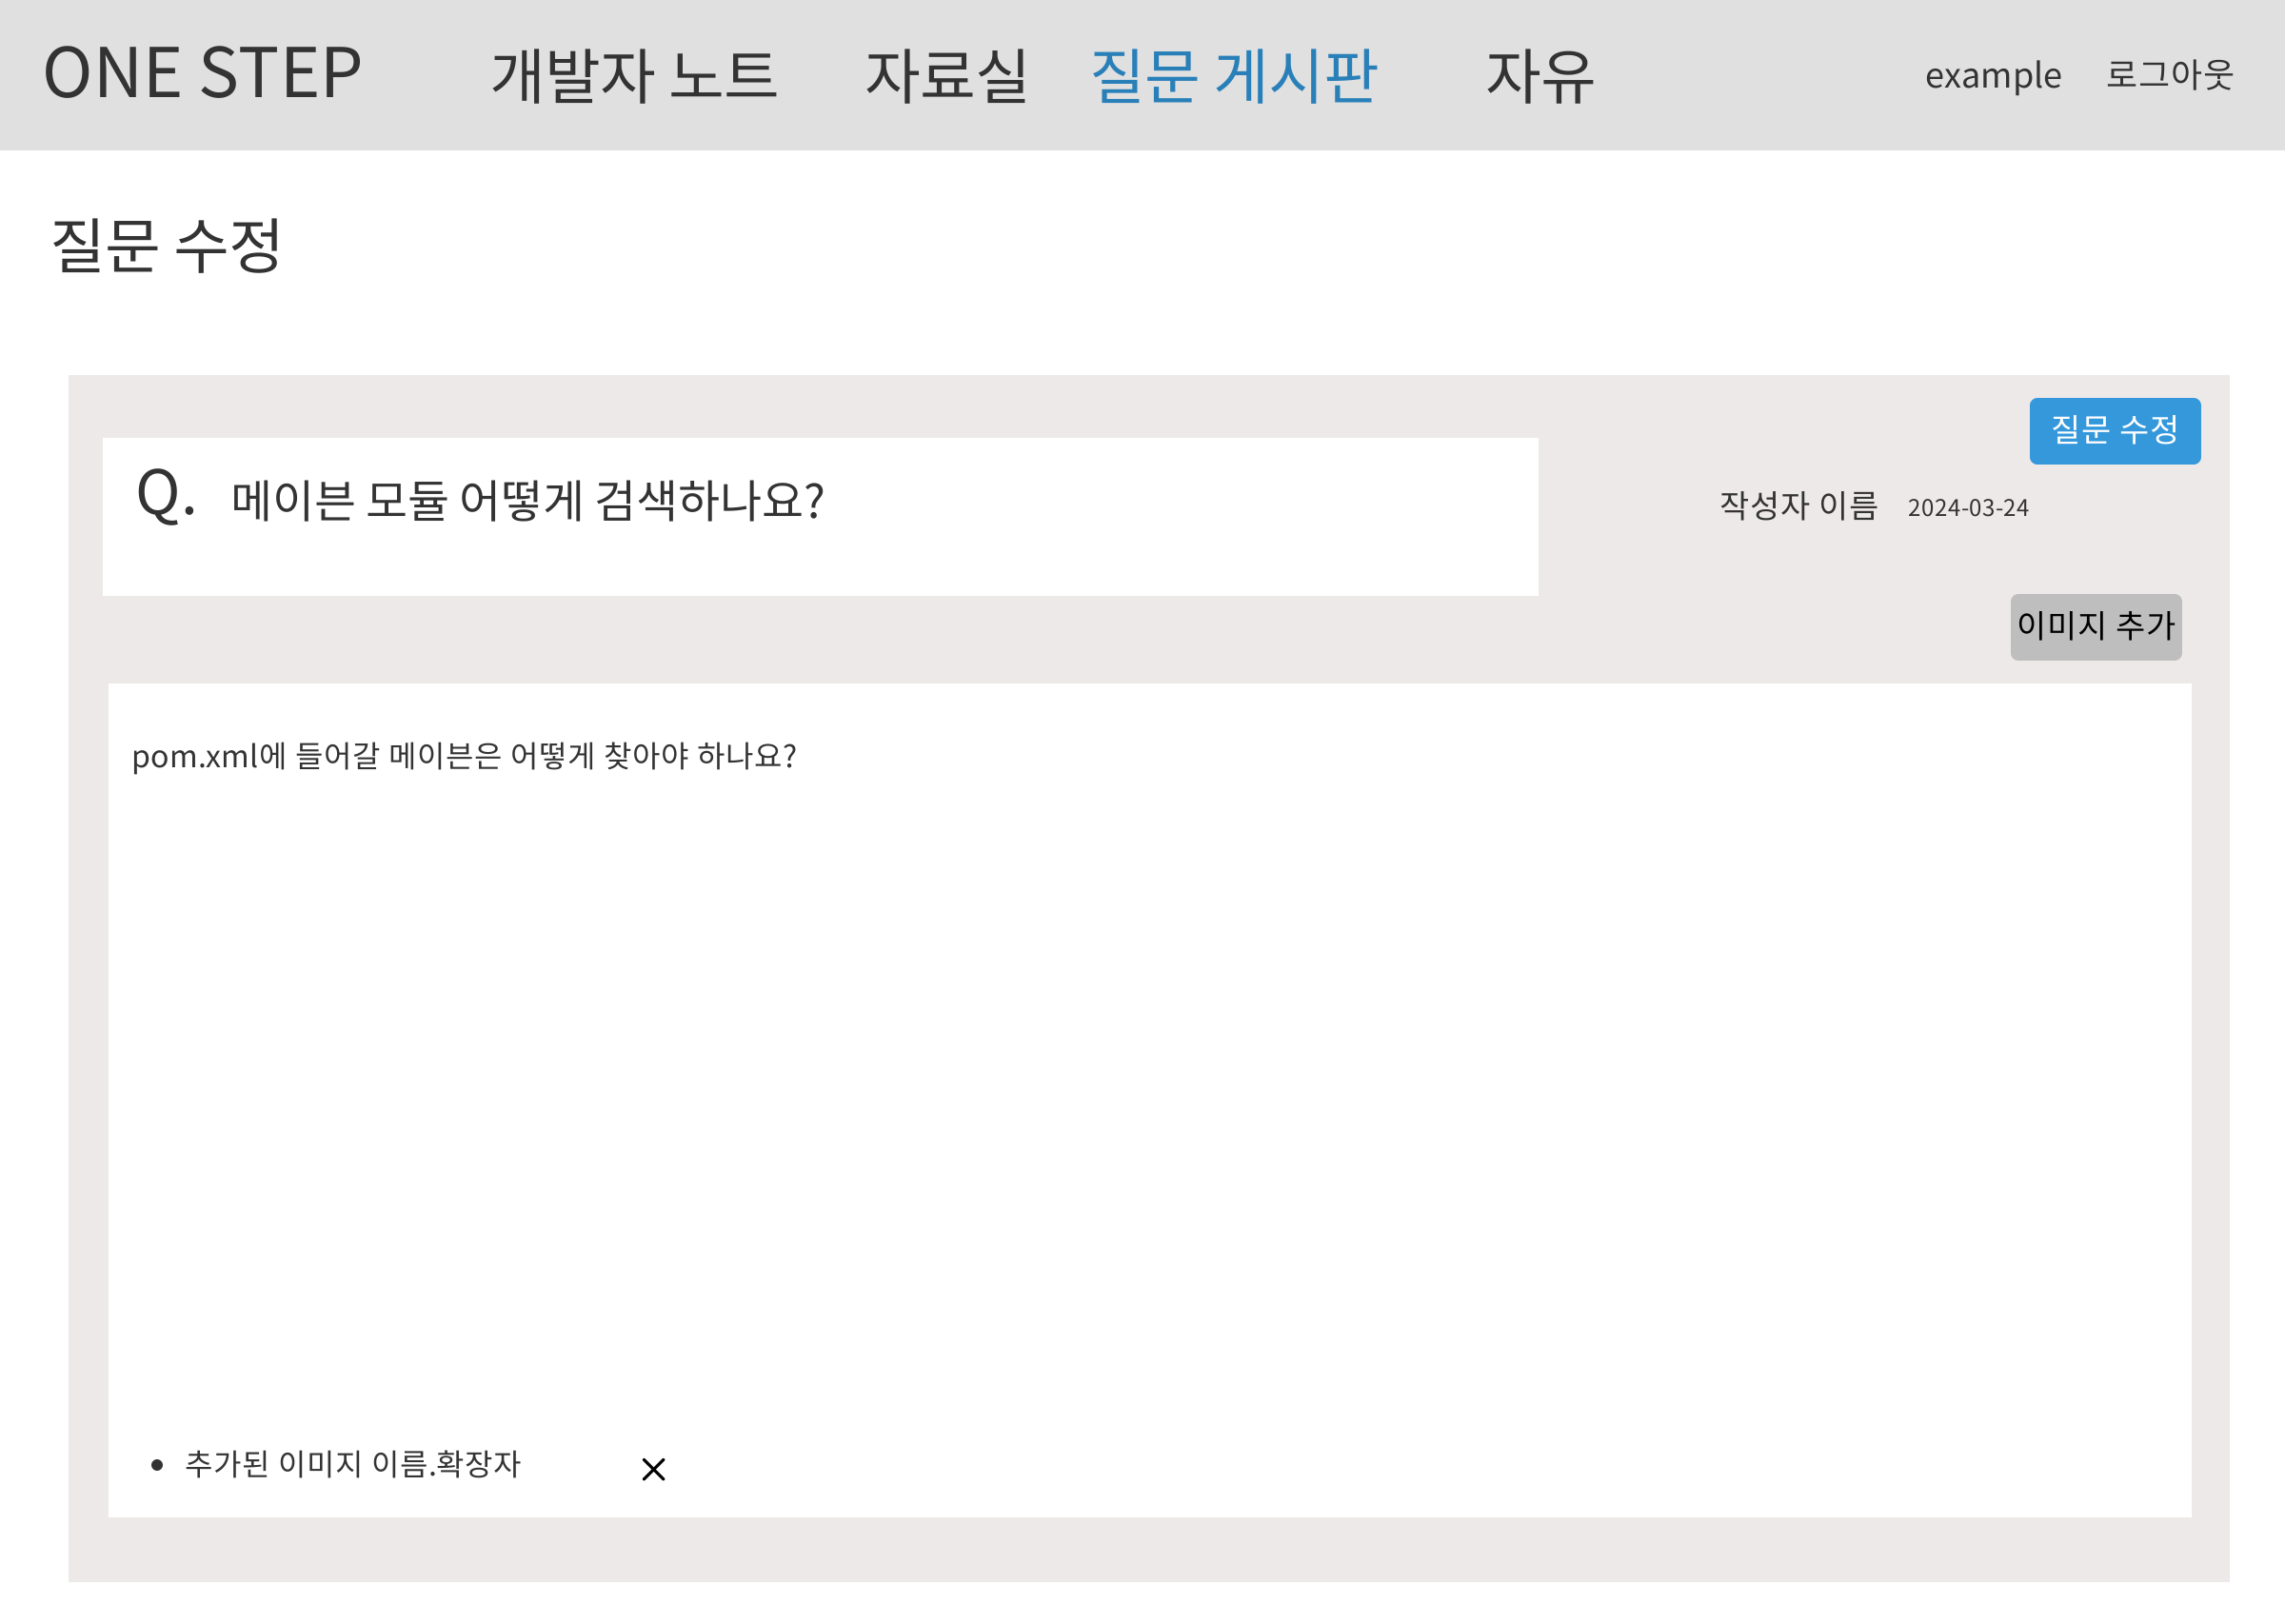 ONE STEP 개발자 노트 자료실 질문 게시판 자유 example 로그아웃
질문 수정
질문 수정
Q. 메이븐 모듈 어떻게 검색하나요?
작성자 이름 2024-03-24
이미지 추가
pom.xml에 들어갈 메이븐은 어떻게 찾아야 하나요?
• 추가된 이미지 이름.확장자 ×